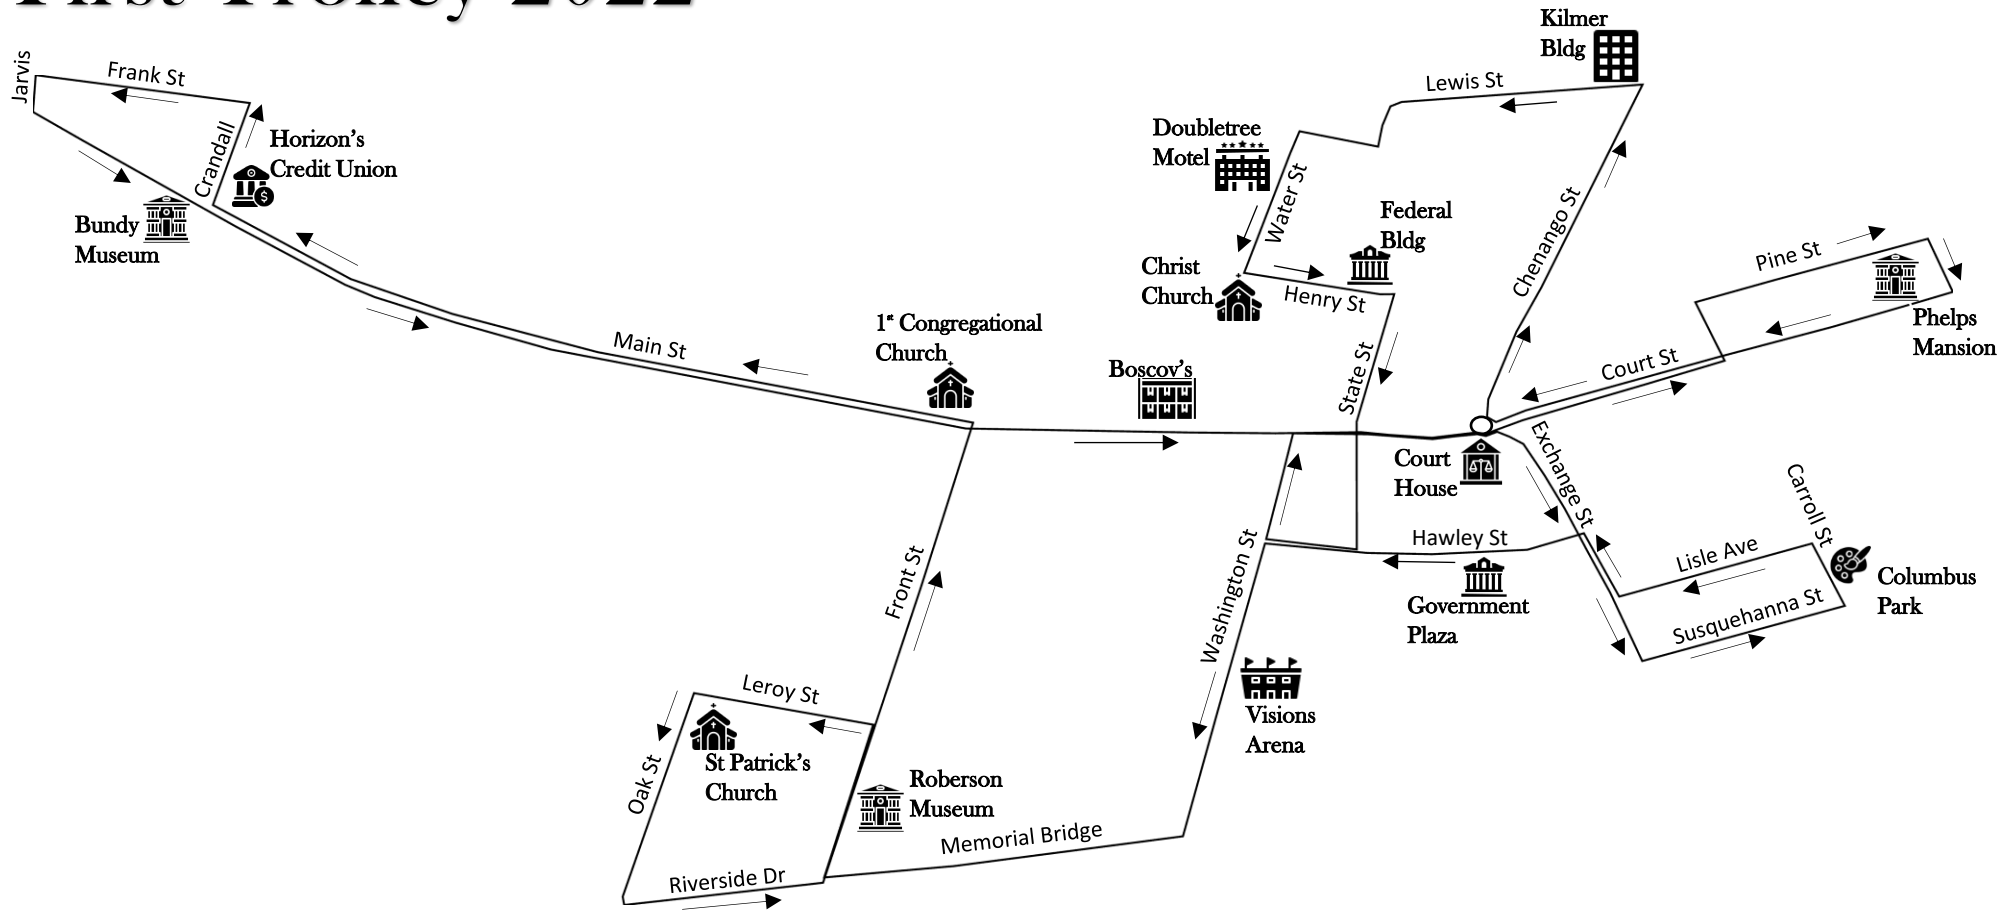 First Trolley 2022
Kilmer
Bldg
Jarvis
Frank St
Lewis St
Crandall
Horizon's
Credit Union
Doubletree
Motel
Water St
Federal
Bldg
Chenango St
Bundy
Museum
Pine St
Christ
Church
Henry St
Phelps
Mansion
1st Congregational
Church
Main St
Boscov's
State St
Court St
Court
House
Exchange St
Carroll St
Front St
Washington St
Hawley St
Lisle Ave
Government
Plaza
Columbus
Park
Susquehanna St
Leroy St
Visions
Arena
St Patrick's
Church
Oak St
Roberson
Museum
Memorial Bridge
Riverside Dr